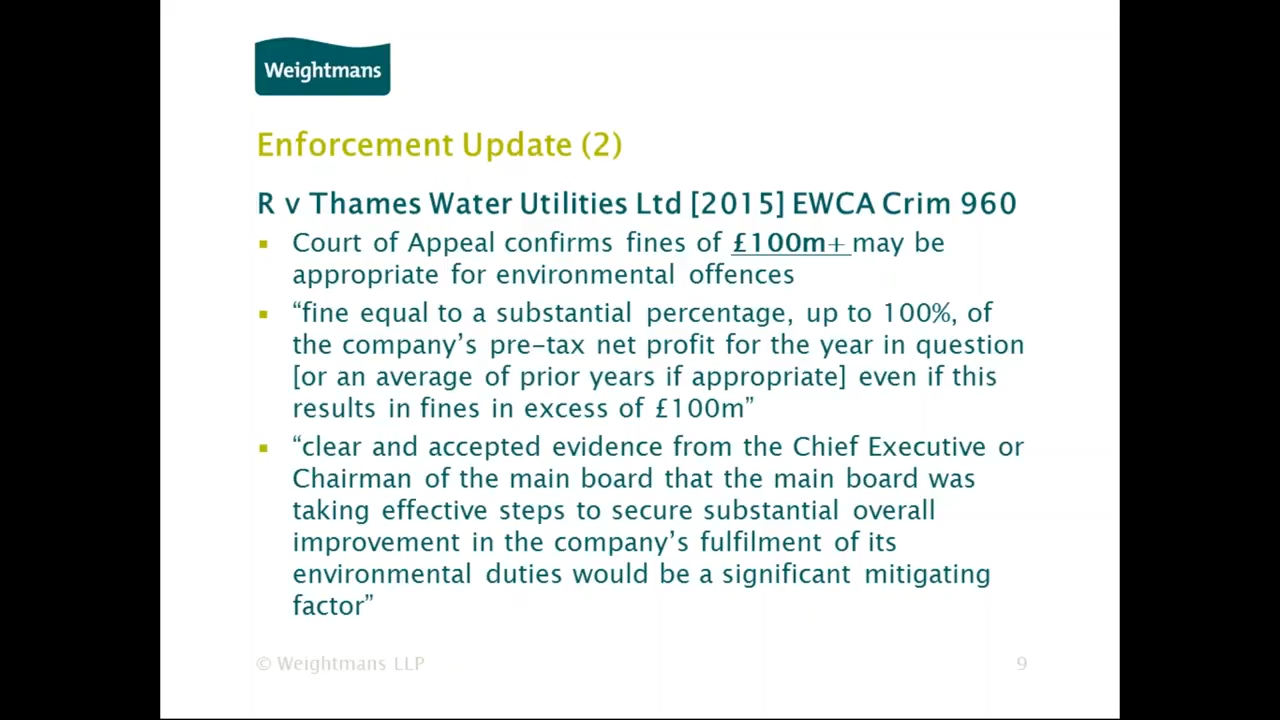 Weightmans
Enforcement Update (2)
R v Thames Water Utilities Ltd [2015] EWCA Crim 960
▪ Court of Appeal confirms fines of £100m+ may be
appropriate for environmental offences
▪ “fine equal to a substantial percentage, up to 100%, of
the company’s pre-tax net profit for the year in question
[or an average of prior years if appropriate] even if this
results in fines in excess of £100m”
▪ “clear and accepted evidence from the Chief Executive or
Chairman of the main board that the main board was
taking effective steps to secure substantial overall
improvement in the company’s fulfilment of its
environmental duties would be a significant mitigating
factor”
© Weightmans LLP 9